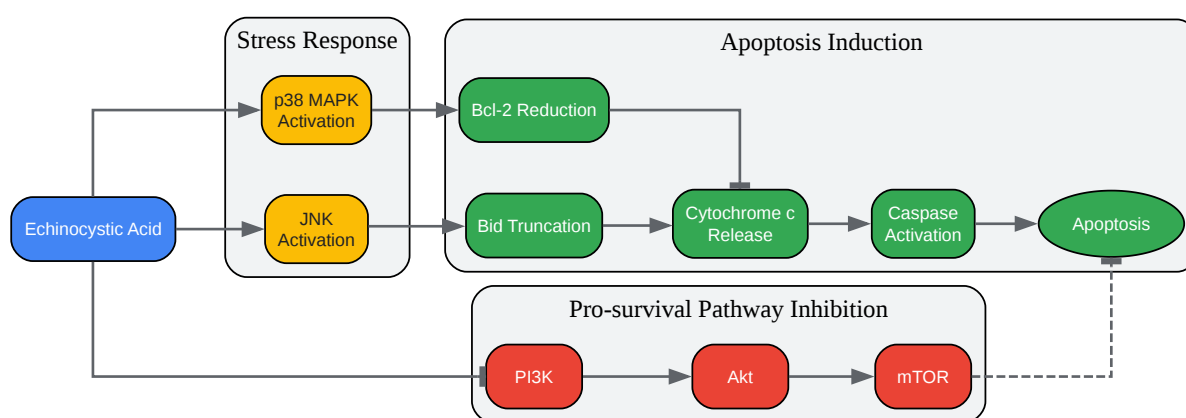 Stress Response
Apoptosis Induction
p38 MAPK
Activation
Bcl-2 Reduction
Echinocystic Acid
JNK
Activation
Bid Truncation
Cytochrome c
Release
Caspase
Activation
Apoptosis
Pro-survival Pathway Inhibition
PI3K
Akt
mTOR